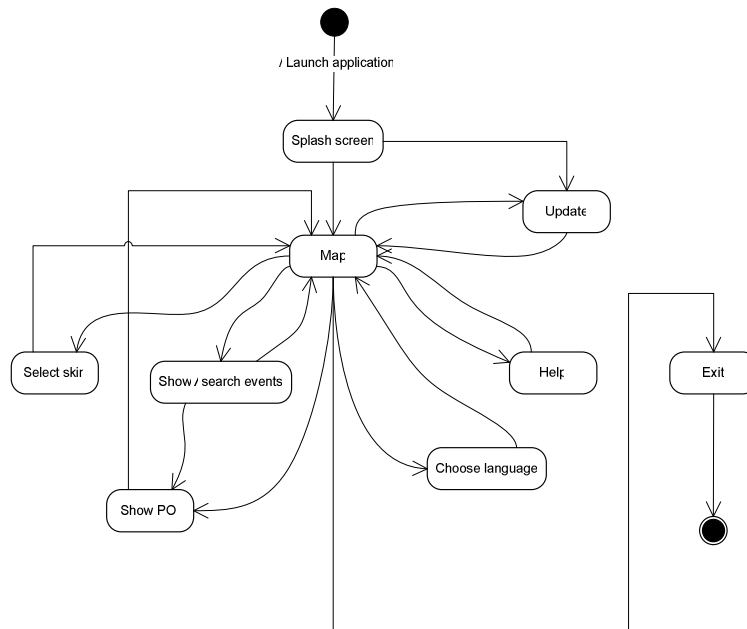 / Launch application
Splash screen
Update
Map
Select skin
Show / search events
Help
Exit
Choose language
Show PO